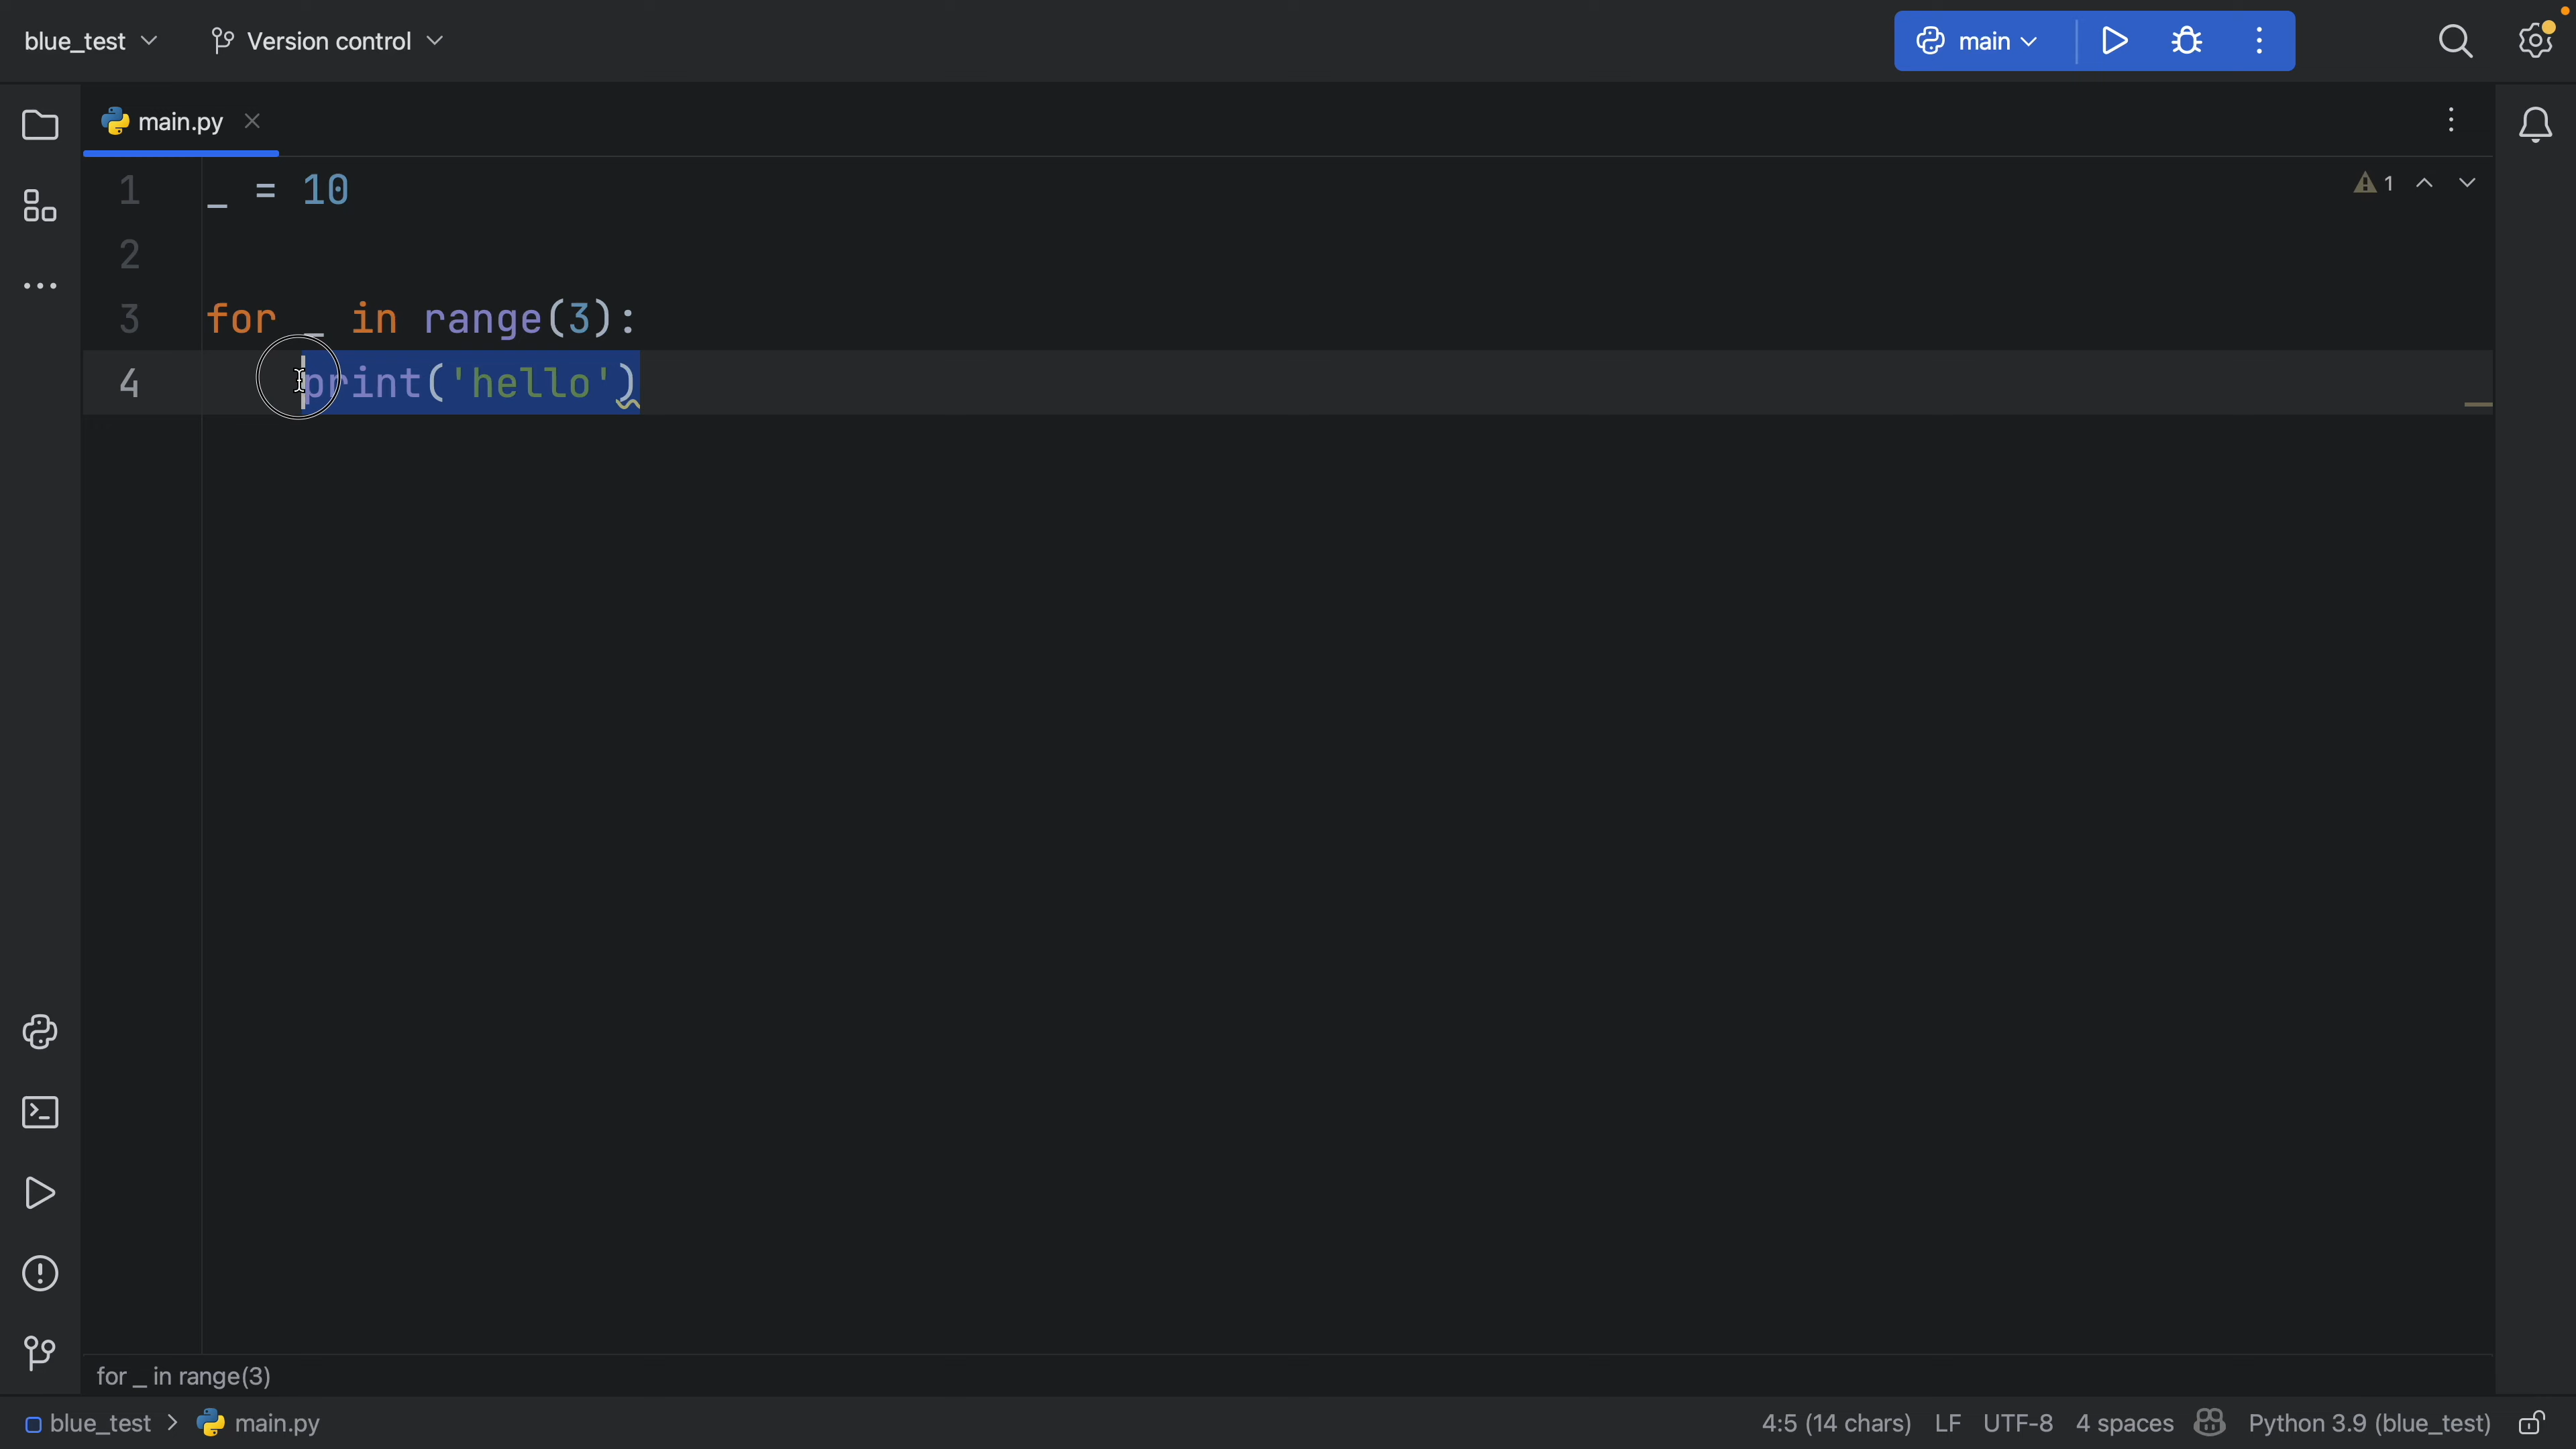 blue_test Version control main
main.py
1 _ = 10 1
2
3 for _ in range(3):
4     print('hello')
for _ in range(3)
blue_test > main.py 4:5 (14 chars) LF UTF-8 4 spaces Python 3.9 (blue_test)